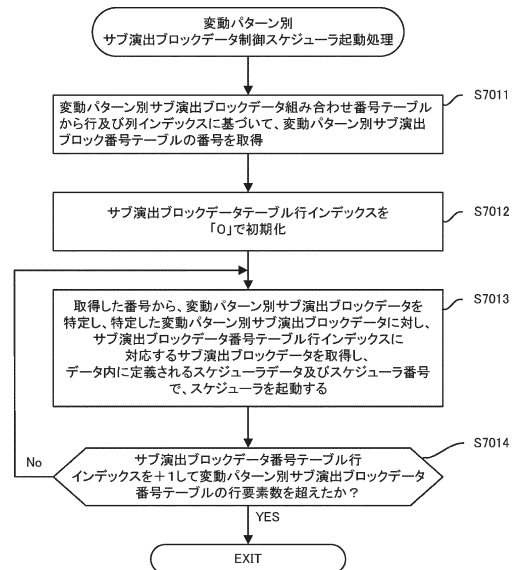 変動パターン別
サブ演出ブロックデータ制御スケジューラ起動処理
S7011
変動パターン別サブ演出ブロックデータ組み合わせ番号テーブル
から行及び列インデックスに基づいて、変動パターン別サブ演出
ブロック番号テーブルの番号を取得
S7012
サブ演出ブロックデータテーブル行インデックスを
「0」で初期化
S7013
取得した番号から、変動パターン別サブ演出ブロックデータを
特定し、特定した変動パターン別サブ演出ブロックデータに対し、
サブ演出ブロックデータ番号テーブル行インデックスに
対応するサブ演出ブロックデータを取得し、
データ内に定義されるスケジューラデータ及びスケジューラ番号
で、スケジューラを起動する
S7014
No
サブ演出ブロックデータ番号テーブル行
インデックスを+1して変動パターン別サブ演出ブロックデータ
番号テーブルの行要素数を超えたか?
YES
EXIT